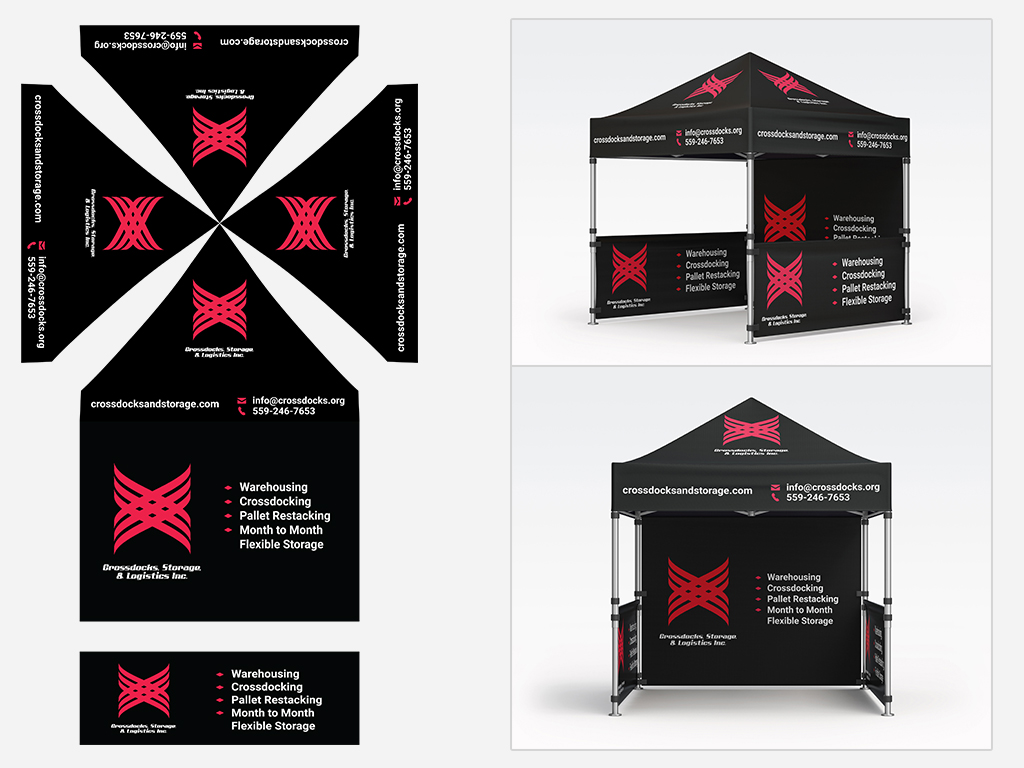 crossdocksandstorage.com
info@crossdocks.org
559-246-7653
Crossdocks, Storage,
& Logistics Inc.
crossdocksandstorage.com
info@crossdocks.org
559-246-7653
Crossdocks, Storage,
& Logistics Inc.
crossdocksandstorage.com
info@crossdocks.org
559-246-7653
Crossdocks, Storage,
& Logistics Inc.
Crossdocks, Storage,
& Logistics Inc.
crossdocksandstorage.com
info@crossdocks.org
559-246-7653
Warehousing
Crossdocking
Pallet Restacking
Month to Month
Flexible Storage
Crossdocks, Storage,
& Logistics Inc.
Warehousing
Crossdocking
Pallet Restacking
Month to Month
Flexible Storage
Crossdocks, Storage,
& Logistics Inc.
Crossdocks, Storage,
& Logistics Inc.
Crossdocks, Storage,
& Logistics Inc.
crossdocksandstorage.com
info@crossdocks.org
559-246-7653
crossdocksandstorage.com
info@crossdocks.org
559-246-7653
Warehousing
Crossdocking
Pallet Restacking
Warehousing
Crossdocking
Pallet Restacking
Flexible Storage
Crossdocks, Storage,
& Logistics Inc.
Warehousing
Crossdocking
Pallet Restacking
Flexible Storage
Crossdocks, Storage,
& Logistics Inc.
Crossdocks, Storage,
& Logistics Inc.
crossdocksandstorage.com
info@crossdocks.org
559-246-7653
Warehousing
Crossdocking
Pallet Restacking
Month to Month
Flexible Storage
Crossdocks, Storage,
& Logistics Inc.